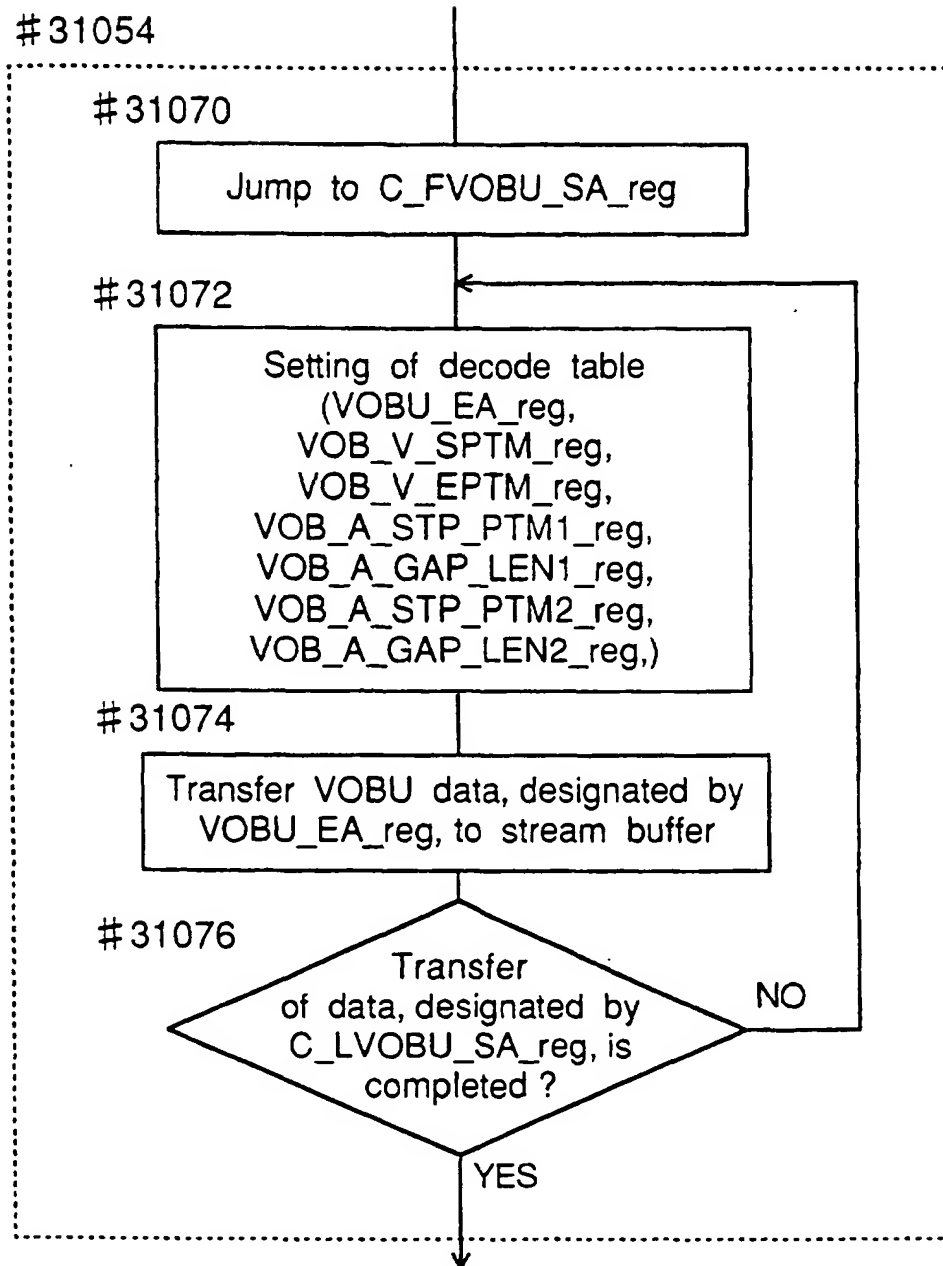 #31054
#31070
Jump to C_FVOBU_SA_reg
#31072
Setting of decode table
(VOBU_EA_reg,
VOB_V_SPTM_reg,
VOB_V_EPTM_reg,
VOB_A_STP_PTM1_reg,
VOB_A_GAP_LEN1_reg,
VOB_A_STP_PTM2_reg,
VOB_A_GAP_LEN2_reg,)
#31074
Transfer VOBU data, designated by
VOBU_EA_reg, to stream buffer
#31076
Transfer
of data, designated by
C_LVOBU_SA_reg, is
completed ?
NO
YES